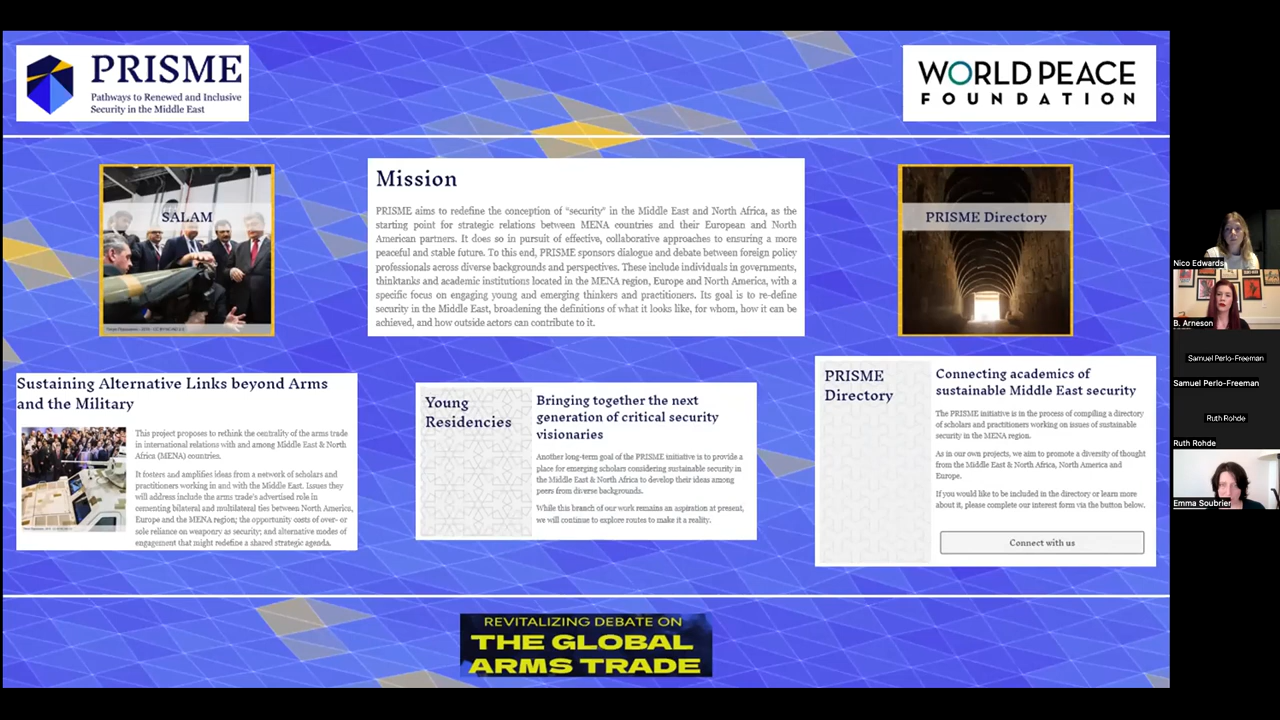 PRISME
Pathways to Renewed and Inclusive
Security in the Middle East
WORLD PEACE
FOUNDATION
SALAM
Mission
PRISME aims to redefine the conception of “security” in the Middle East and North Africa, as the
starting point for strategic relations between MENA countries and their European and North
American partners. It does so in pursuit of effective, collaborative approaches to ensuring a more
peaceful and stable future. To this end, PRISME sponsors dialogue and debate between foreign policy
professionals across diverse backgrounds and perspectives. These include individuals in governments,
thinktanks and academic institutions located in the MENA region, Europe and North America, with a
specific focus on engaging young and emerging thinkers and practitioners. Its goal is to re-define
security in the Middle East, broadening the definitions of what it looks like, for whom, how it can be
achieved, and how outside actors can contribute to it.
PRISME Directory
Sustaining Alternative Links beyond Arms
and the Military
This project proposes to rethink the centrality of the arms trade
in international relations with and among Middle East & North
Africa (MENA) countries.
It fosters and amplifies ideas from a network of scholars and
practitioners working in and with the Middle East. Issues they
will address include the arms trade's advertised role in
cementing bilateral and multilateral ties between North America,
Europe and the MENA region; the opportunity costs of over- or
sole reliance on weaponry as security; and alternative modes of
engagement that might redefine a shared strategic agenda.
Young
Residencies
Bringing together the next
generation of critical security
visionaries
Another long-term goal of the PRISME initiative is to provide a
place for emerging scholars considering sustainable security in
the Middle East & North Africa to develop their ideas among
peers from diverse backgrounds.
While this branch of our work remains an aspiration at present,
we will continue to explore routes to make it a reality.
PRISME
Directory
Connecting academics of
sustainable Middle East security
The PRISME initiative is in the process of compiling a directory
of scholars and practitioners working on issues of sustainable
security in the MENA region.
As in our own projects, we aim to promote a diversity of thought
from the Middle East & North Africa, North America and
Europe.
If you would like to be included in the directory or learn more
about it, please complete our interest form via the button below.
Connect with us
REVITALIZING DEBATE ON
THE GLOBAL
ARMS TRADE
Nico Edwards
B. Arneson
Samuel Perlo-Freeman
Samuel Perlo-Freeman
Ruth Rohde
Ruth Rohde
Emma Soubrier